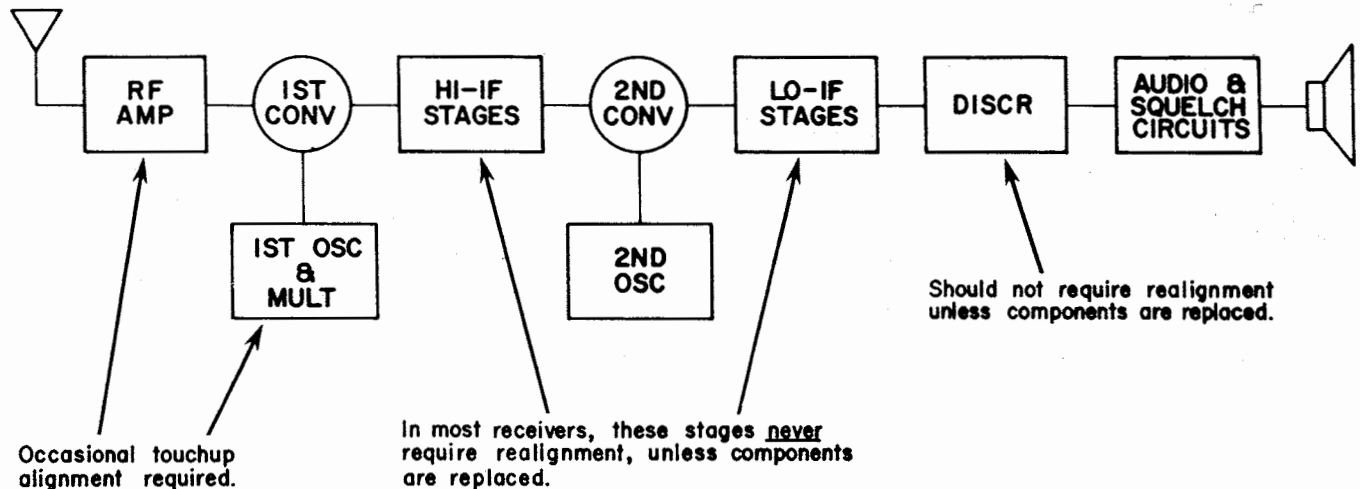 RF
AMP
1ST
CONV
HI-IF
STAGES
2ND
CONV
LO-IF
STAGES
DISCR
AUDIO &
SQUELCH
CIRCUITS
1ST OSC
&
MULT
2ND
OSC
Should not require realignment
unless components are replaced.
Occasional touchup
alignment required.
In most receivers, these stages never
require realignment, unless components
are replaced.